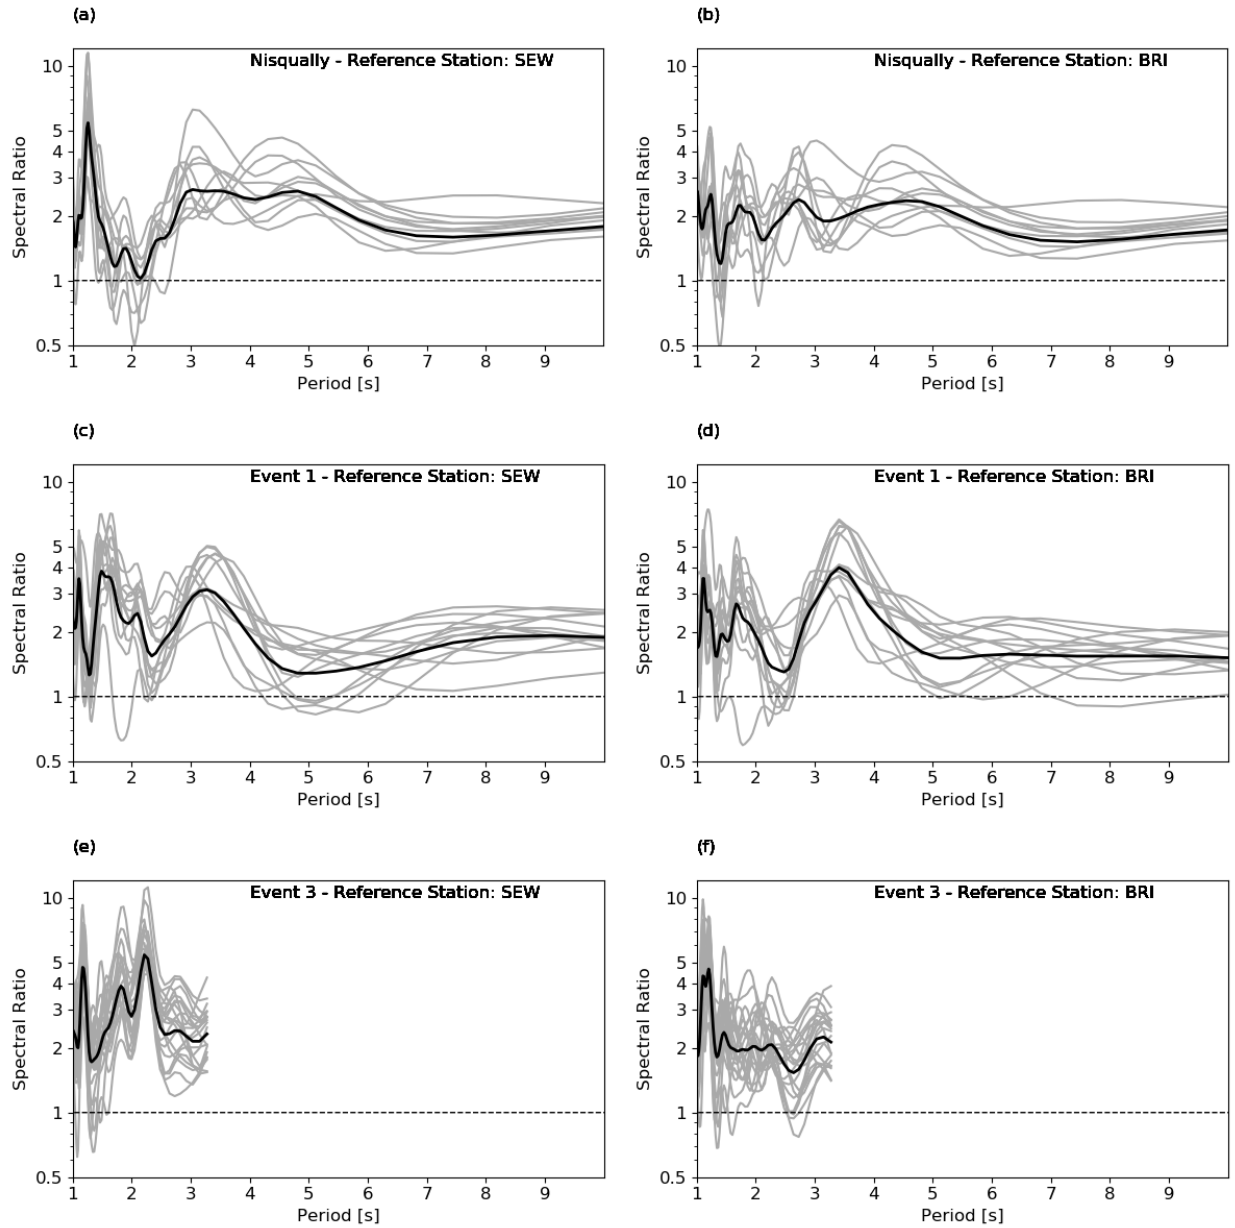 (a)
Nisqually - Reference Station: SEW
Spectral Ratio
10
5
4
3
2
1
0.5
1 2 3 4 5 6 7 8 9
Period [s]
(b)
Nisqually - Reference Station: BRI
Spectral Ratio
10
5
4
3
2
1
0.5
1 2 3 4 5 6 7 8 9
Period [s]
(c)
Event 1 - Reference Station: SEW
Spectral Ratio
10
5
4
3
2
1
0.5
1 2 3 4 5 6 7 8 9
Period [s]
(d)
Event 1 - Reference Station: BRI
Spectral Ratio
10
5
4
3
2
1
0.5
1 2 3 4 5 6 7 8 9
Period [s]
(e)
Event 3 - Reference Station: SEW
Spectral Ratio
10
5
4
3
2
1
0.5
1 2 3 4 5 6 7 8 9
Period [s]
(f)
Event 3 - Reference Station: BRI
Spectral Ratio
10
5
4
3
2
1
0.5
1 2 3 4 5 6 7 8 9
Period [s]